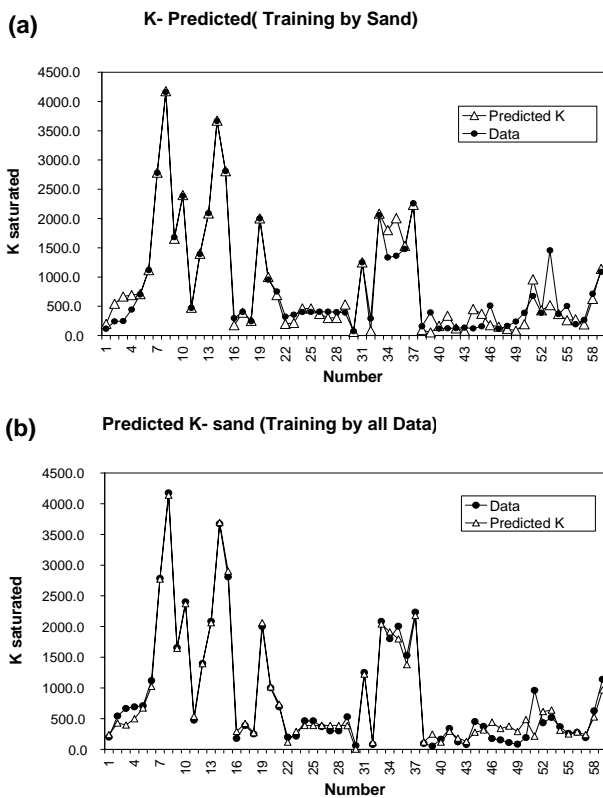 (a)
K- Predicted( Training by Sand)
4500.0
4000.0
3500.0
3000.0
2500.0
2000.0
1500.0
1000.0
500.0
0.0
K saturated
Predicted K
Data
1 4 7 10 13 16 19 22 25 28 31 34 37 40 43 46 49 52 55 58
Number
(b)
Predicted K- sand (Training by all Data)
4500.0
4000.0
3500.0
3000.0
2500.0
2000.0
1500.0
1000.0
500.0
0.0
K saturated
Data
Predicted K
1 4 7 10 13 16 19 22 25 28 31 34 37 40 43 46 49 52 55 58
Number